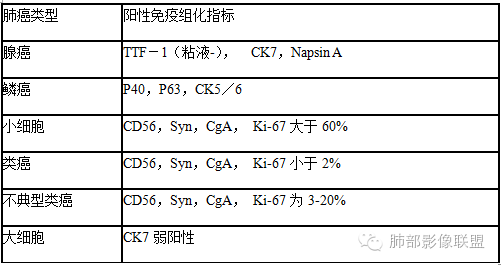 肺癌类型 阳性免疫组化指标
腺癌 TTF－1（粘液-）， CK7，Napsin A
鳞癌 P40，P63，CK5／6
小细胞 CD56，Syn，CgA， Ki-67 大于 60%
类癌 CD56，Syn，CgA， Ki-67 小于 2%
不典型类癌 CD56，Syn，CgA， Ki-67 为 3-20%
大细胞 CK7 弱阳性
肺部影像联盟